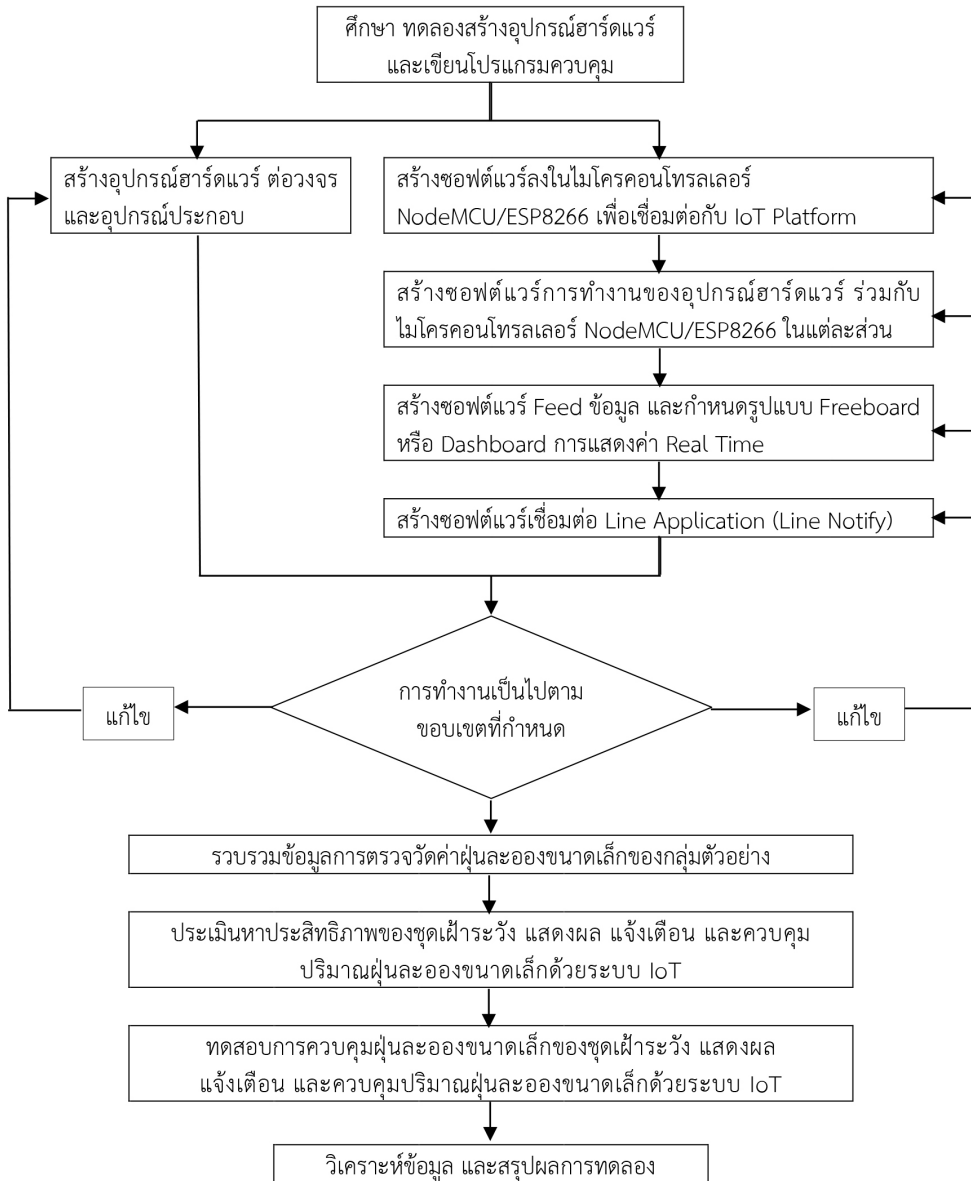 ศึกษา ทดลองสร้างอุปกรณ์ฮาร์ดแวร์
และเขียนโปรแกรมควบคุม
สร้างอุปกรณ์ฮาร์ดแวร์ ต่อวงจร
และอุปกรณ์ประกอบ
สร้างซอฟต์แวร์ลงในไมโครคอนโทรลเลอร์
NodeMCU/ESP8266 เพื่อเชื่อมต่อกับ IoT Platform
สร้างซอฟต์แวร์การทำงานของอุปกรณ์ฮาร์ดแวร์ ร่วมกับ
ไมโครคอนโทรลเลอร์ NodeMCU/ESP8266 ในแต่ละส่วน
สร้างซอฟต์แวร์ Feed ข้อมูล และกำหนดรูปแบบ Freeboard
หรือ Dashboard การแสดงค่า Real Time
สร้างซอฟต์แวร์เชื่อมต่อ Line Application (Line Notify)
การทำงานเป็นไปตาม
ขอบเขตที่กำหนด
แก้ไข
แก้ไข
รวบรวมข้อมูลการตรวจวัดค่าฝุ่นละอองขนาดเล็กของกลุ่มตัวอย่าง
ประเมินหาประสิทธิภาพของชุดเฝ้าระวัง แสดงผล แจ้งเตือน และควบคุม
ปริมาณฝุ่นละอองขนาดเล็กด้วยระบบ IoT
ทดสอบการควบคุมฝุ่นละอองขนาดเล็กของชุดเฝ้าระวัง แสดงผล
แจ้งเตือน และควบคุมปริมาณฝุ่นละอองขนาดเล็กด้วยระบบ IoT
วิเคราะห์ข้อมูล และสรุปผลการทดลอง